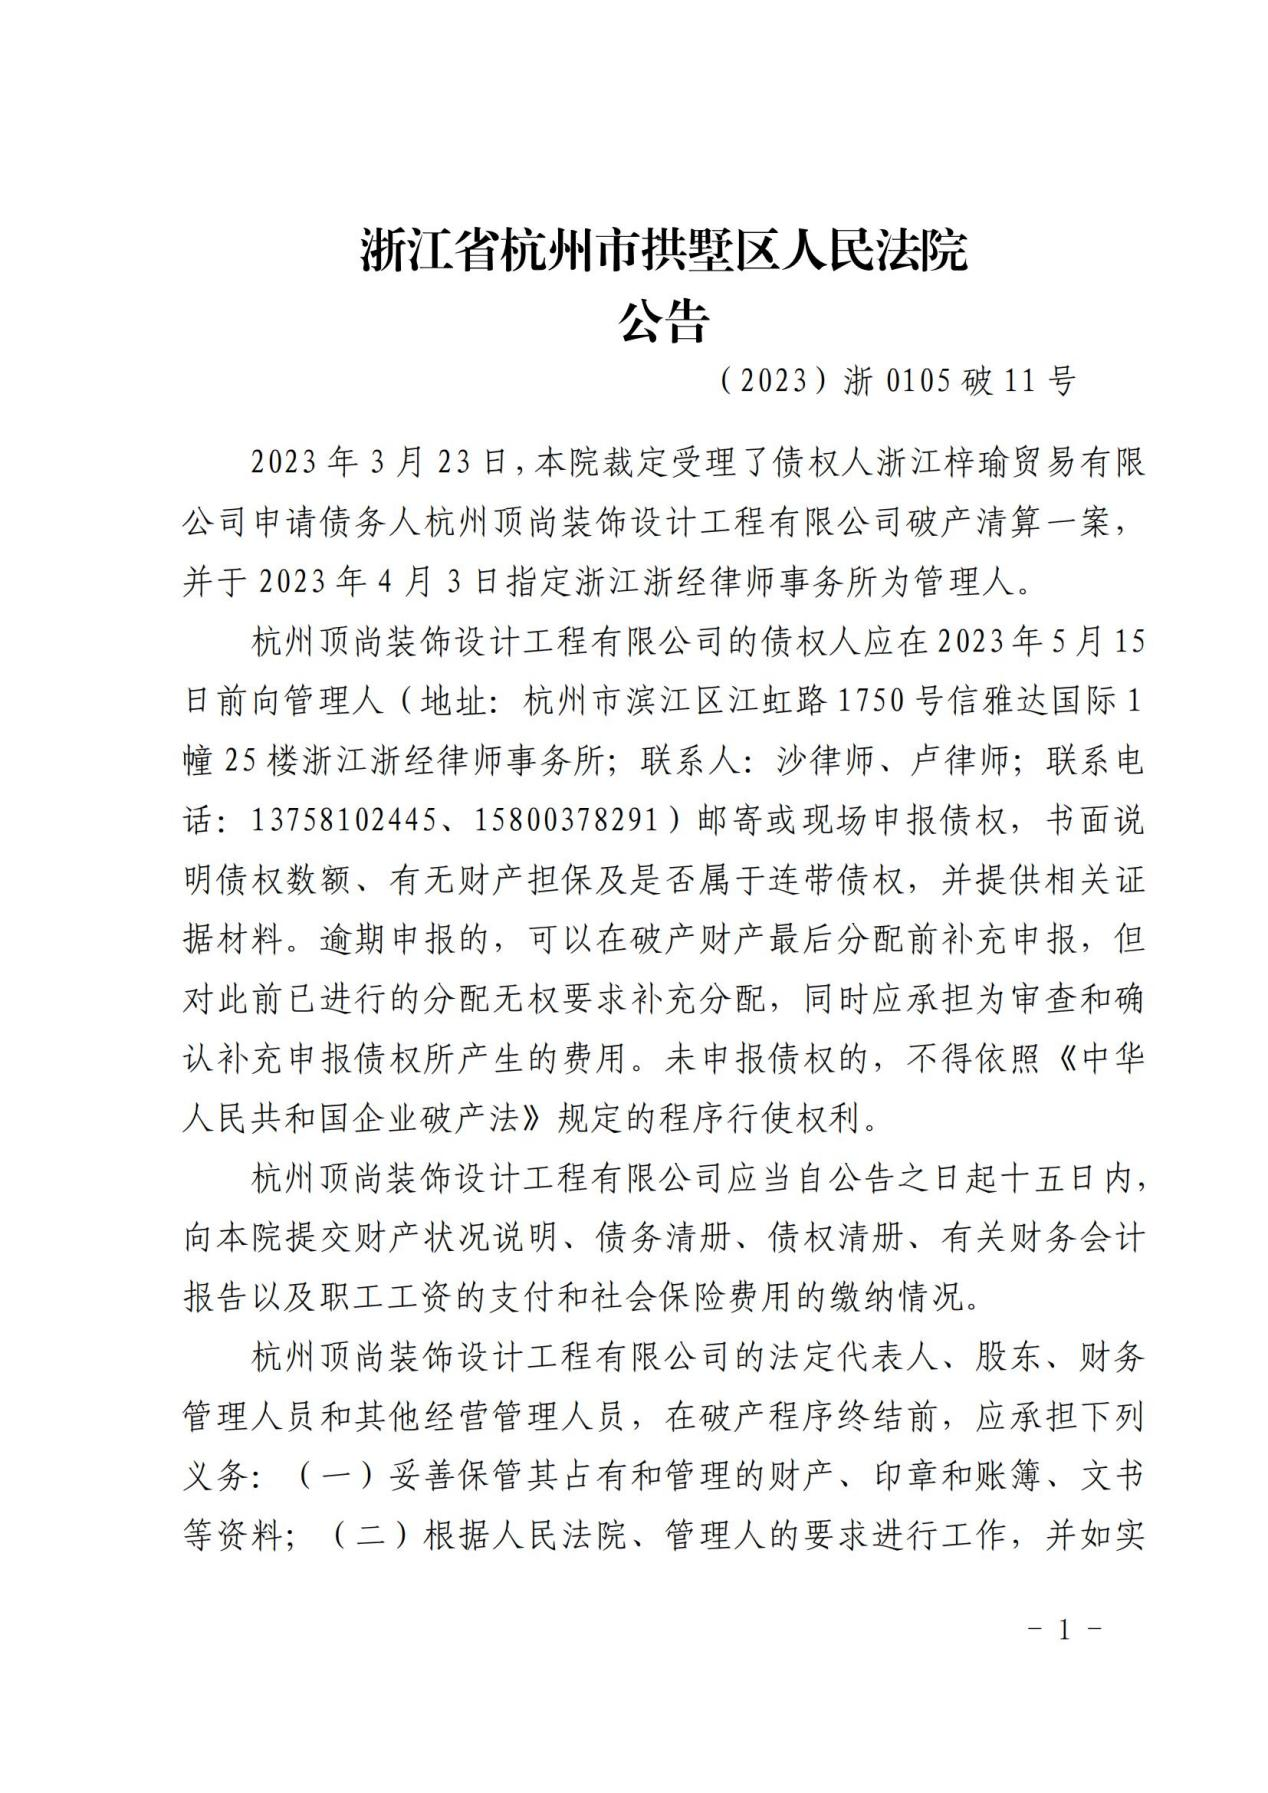 浙江省杭州市拱墅区人民法院
公告
（2023）浙 0105 破 11 号
2023 年 3 月 23 日，本院裁定受理了债权人浙江梓瑜贸易有限
公司申请债务人杭州顶尚装饰设计工程有限公司破产清算一案，
并于 2023 年 4 月 3 日指定浙江浙经律师事务所为管理人。
杭州顶尚装饰设计工程有限公司的债权人应在 2023 年 5 月 15
日前向管理人（地址：杭州市滨江区江虹路 1750 号信雅达国际 1
幢 25 楼浙江浙经律师事务所；联系人：沙律师、卢律师；联系电
话：13758102445、15800378291）邮寄或现场申报债权，书面说
明债权数额、有无财产担保及是否属于连带债权，并提供相关证
据材料。逾期申报的，可以在破产财产最后分配前补充申报，但
对此前已进行的分配无权要求补充分配，同时应承担为审查和确
认补充申报债权所产生的费用。未申报债权的，不得依照《中华
人民共和国企业破产法》规定的程序行使权利。
杭州顶尚装饰设计工程有限公司应当自公告之日起十五日内，
向本院提交财产状况说明、债务清册、债权清册、有关财务会计
报告以及职工工资的支付和社会保险费用的缴纳情况。
杭州顶尚装饰设计工程有限公司的法定代表人、股东、财务
管理人员和其他经营管理人员，在破产程序终结前，应承担下列
义务：（一）妥善保管其占有和管理的财产、印章和账簿、文书
等资料；（二）根据人民法院、管理人的要求进行工作，并如实
- 1 -